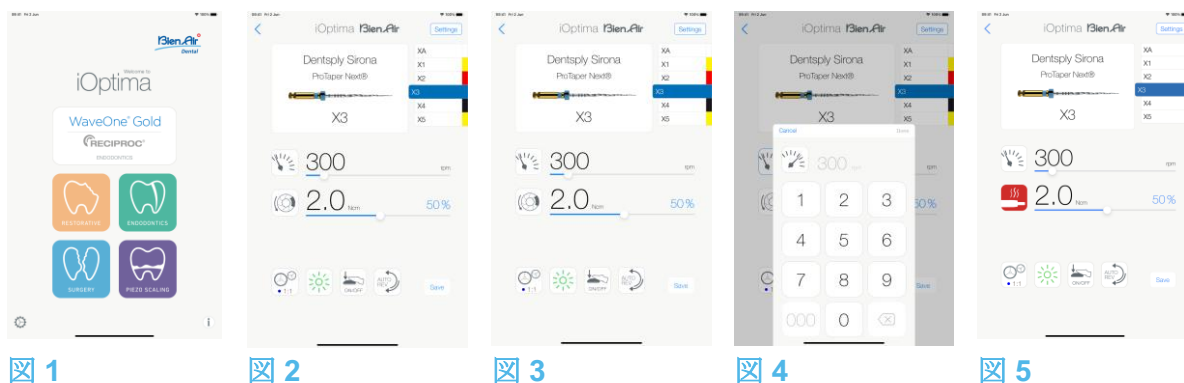 Bien Air
Dental
Welcome to
iOptima
WaveOne® Gold
RECIPROC®
ENDODONTICS
RESTORATIVE
ENDODONTICS
SURGERY
PIEZO SCALING
i
図 1
iOptima Bien Air
Settings
Dentsply Sirona
ProTaper Next®
X3
XA
X1
X2
X3
X4
X5
300
rpm
2.0 Ncm
50 %
1:1
ON/OFF
AUTO
REV.
Save
図 2
iOptima Bien Air
Settings
Dentsply Sirona
ProTaper Next®
X3
XA
X1
X2
X3
X4
X5
300
rpm
2.0 Ncm
50 %
1:1
ON/OFF
AUTO
REV.
Save
図 3
iOptima Bien Air
Settings
Dentsply Sirona
ProTaper Next®
X3
XA
X1
X2
X3
X4
X5
Cancel
Done
300 rpm
50 %
1 2 3
4 5 6
7 8 9
000 0
Save
図 4
iOptima Bien Air
Settings
Dentsply Sirona
ProTaper Next®
X3
XA
X1
X2
X3
X4
X5
300
rpm
2.0 Ncm
50 %
1:1
ON/OFF
AUTO
REV.
Save
図 5